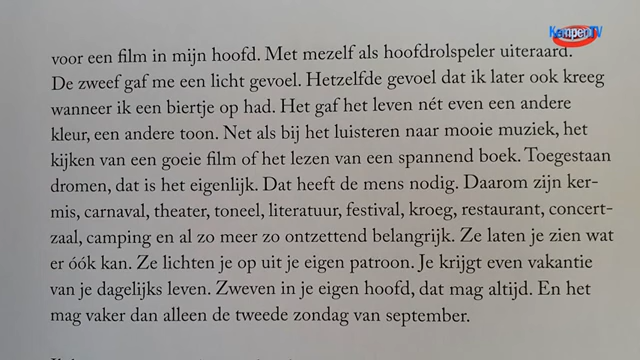 KempenTV
voor een film in mijn hoofd. Met mezelf als hoofdrolspeler uiteraard.
De zweef gaf me een licht gevoel. Hetzelfde gevoel dat ik later ook kreeg
wanneer ik een biertje op had. Het gaf het leven nét even een andere
kleur, een andere toon. Net als bij het luisteren naar mooie muziek, het
kijken van een goeie film of het lezen van een spannend boek. Toegestaan
dromen, dat is het eigenlijk. Dat heeft de mens nodig. Daarom zijn ker-
mis, carnaval, theater, toneel, literatuur, festival, kroeg, restaurant, concert-
zaal, camping en al zo meer zo ontzettend belangrijk. Ze laten je zien wat
er óók kan. Ze lichten je op uit je eigen patroon. Je krijgt even vakantie
van je dagelijks leven. Zweven in je eigen hoofd, dat mag altijd. En het
mag vaker dan alleen de tweede zondag van september.